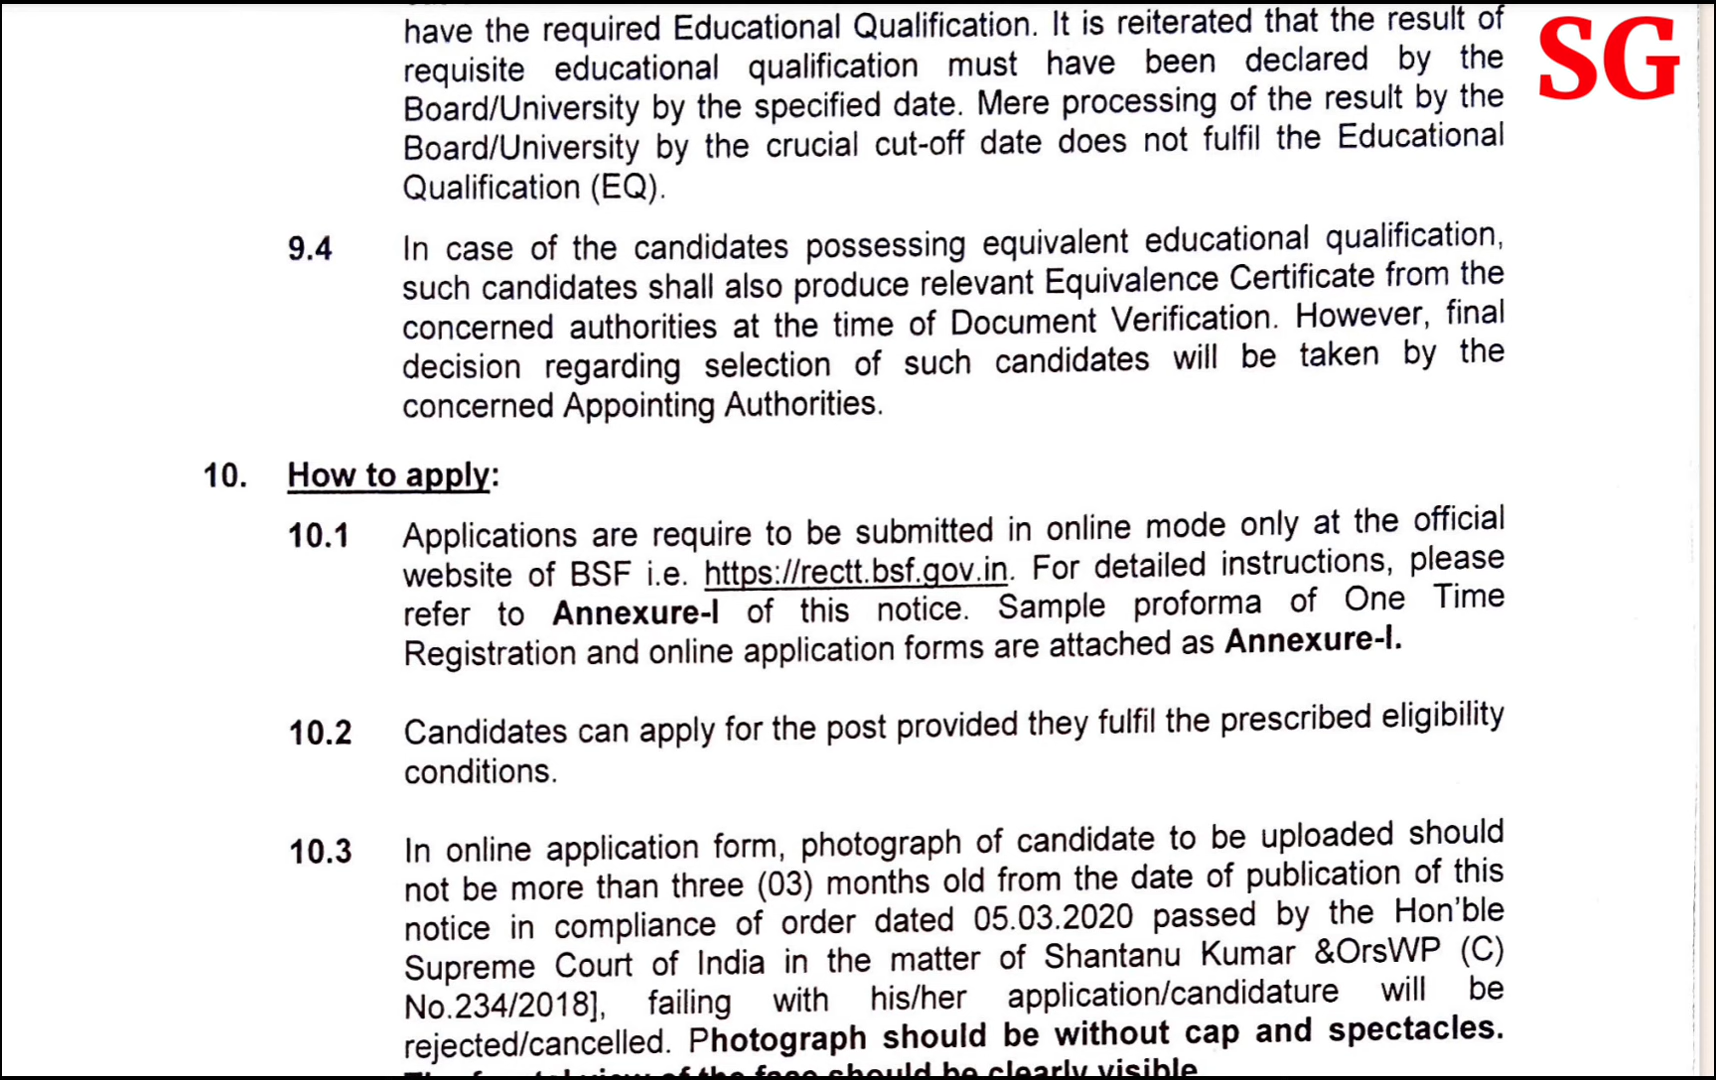 have the required Educational Qualification. It is reiterated that the result of
SG
requisite educational qualification must have been declared by the
Board/University by the specified date. Mere processing of the result by the
Board/University by the crucial cut-off date does not fulfil the Educational
Qualification (EQ).
9.4 In case of the candidates possessing equivalent educational qualification,
such candidates shall also produce relevant Equivalence Certificate from the
concerned authorities at the time of Document Verification. However, final
decision regarding selection of such candidates will be taken by the
concerned Appointing Authorities.
10. How to apply:
10.1 Applications are require to be submitted in online mode only at the official
website of BSF i.e. https://rectt.bsf.gov.in. For detailed instructions, please
refer to Annexure-I of this notice. Sample proforma of One Time
Registration and online application forms are attached as Annexure-I.
10.2 Candidates can apply for the post provided they fulfil the prescribed eligibility
conditions.
10.3 In online application form, photograph of candidate to be uploaded should
not be more than three (03) months old from the date of publication of this
notice in compliance of order dated 05.03.2020 passed by the Hon'ble
Supreme Court of India in the matter of Shantanu Kumar &OrsWP (C)
No.234/2018], failing with his/her application/candidature will be
rejected/cancelled. Photograph should be without cap and spectacles.
The frontal view of the face should be clearly visible